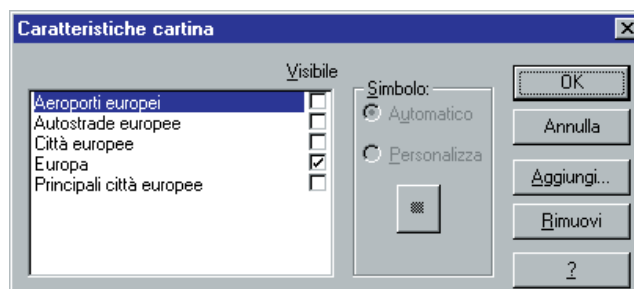 Caratteristiche cartina
Visibile
Aeroporti europei
Autostrade europee
Città europee
Europa
Principali città europee
Simbolo:
Automatico
Personalizza
OK
Annulla
Aggiungi...
Rimuovi
?